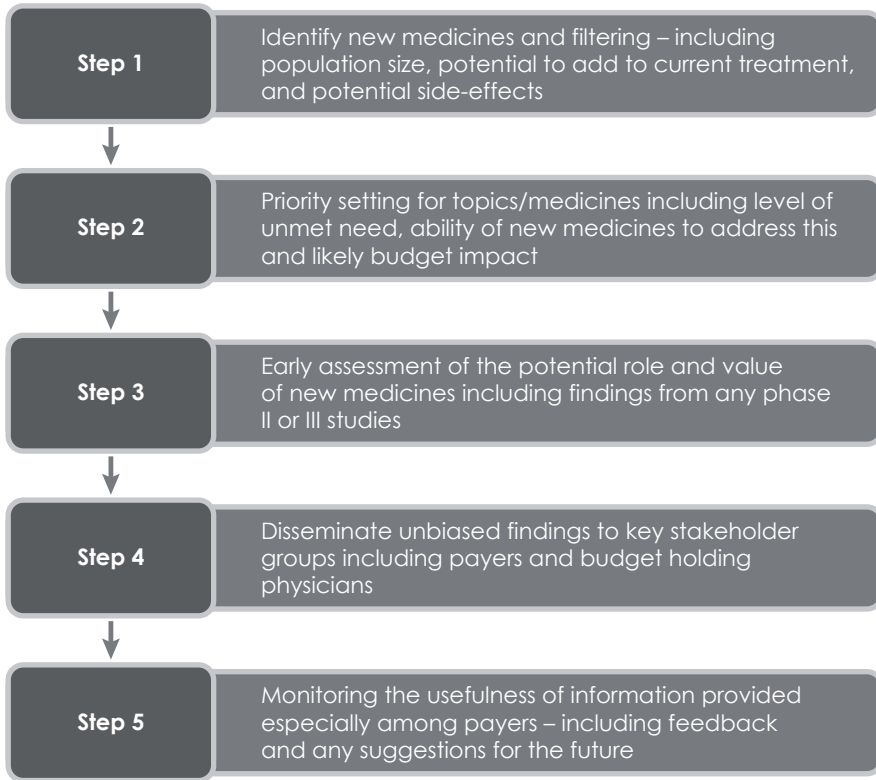 Step 1
Identify new medicines and filtering – including
population size, potential to add to current treatment,
and potential side-effects
Step 2
Priority setting for topics/medicines including level of
unmet need, ability of new medicines to address this
and likely budget impact
Step 3
Early assessment of the potential role and value
of new medicines including findings from any phase
II or III studies
Step 4
Disseminate unbiased findings to key stakeholder
groups including payers and budget holding
physicians
Step 5
Monitoring the usefulness of information provided
especially among payers – including feedback
and any suggestions for the future